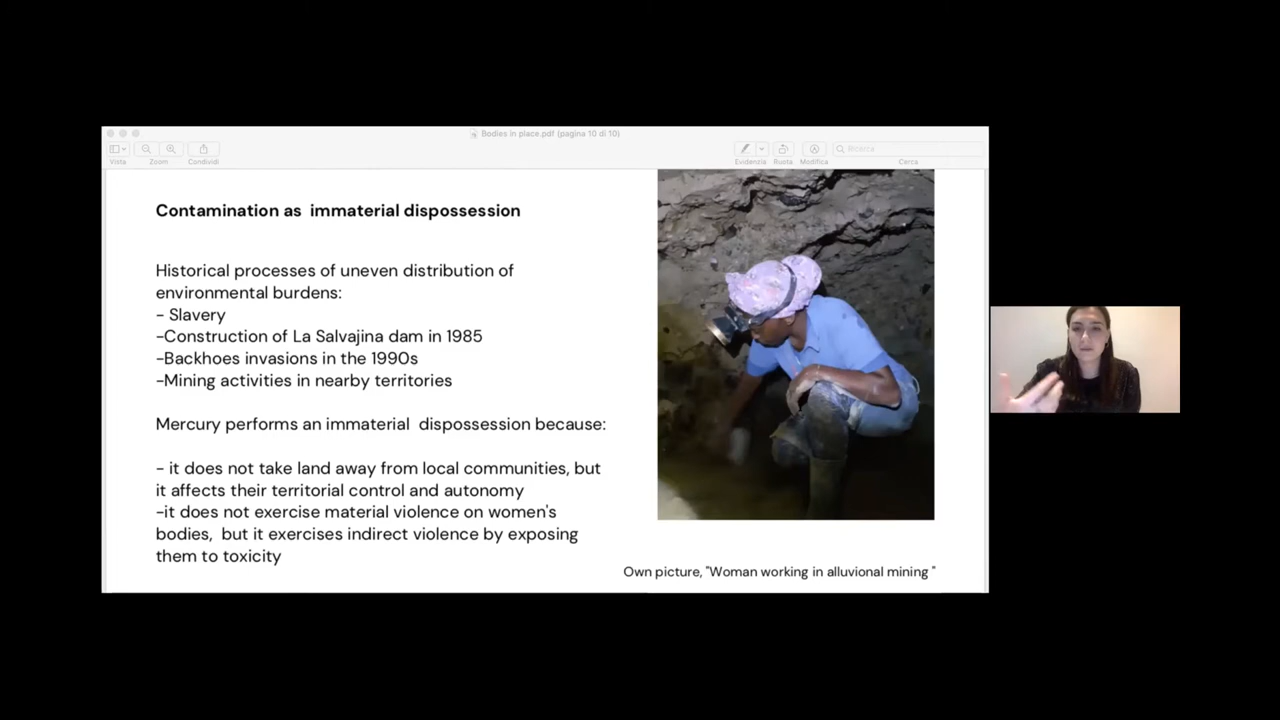 Bodies in place.pdf (pagina 10 di 10)
Vista
Zoom
Condividi
Evidenzia
Ruota
Modifica
Ricerca
Cerca
Contamination as immaterial dispossession
Historical processes of uneven distribution of
environmental burdens:
- Slavery
-Construction of La Salvajina dam in 1985
-Backhoes invasions in the 1990s
-Mining activities in nearby territories
Mercury performs an immaterial dispossession because:
- it does not take land away from local communities, but
it affects their territorial control and autonomy
-it does not exercise material violence on women's
bodies, but it exercises indirect violence by exposing
them to toxicity
Own picture, "Woman working in alluvional mining "